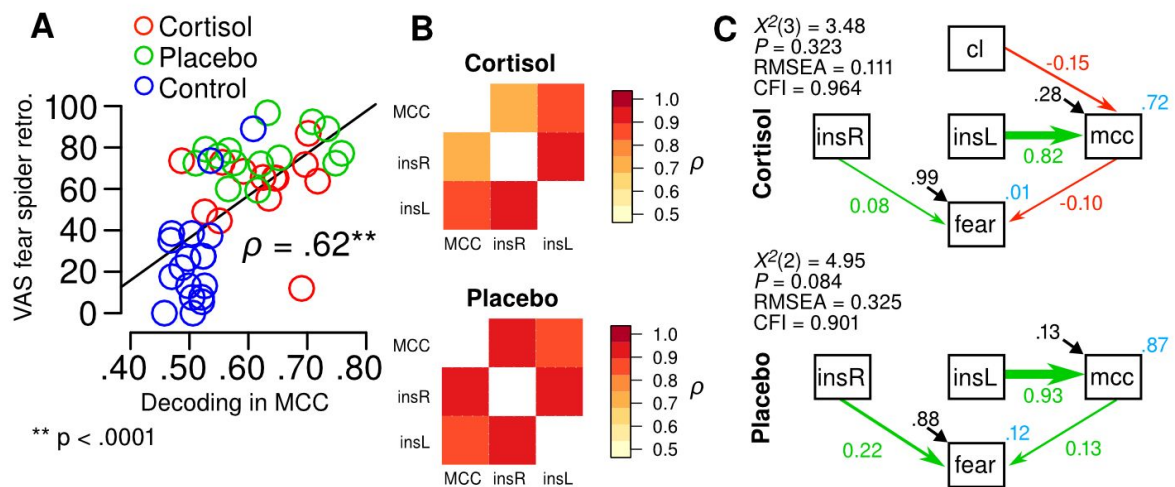 A
Cortisol
Placebo
Control
VAS fear spider retro.
100
80
60
40
20
0
ρ = .62**
.40 .50 .60 .70 .80
Decoding in MCC
** p < .0001
B
Cortisol
MCC
insR
insL
MCC insR insL
1.0
0.9
0.8
0.7
0.6
0.5
ρ
Placebo
MCC
insR
insL
MCC insR insL
1.0
0.9
0.8
0.7
0.6
0.5
ρ
C
Cortisol
X²(3) = 3.48
P = 0.323
RMSEA = 0.111
CFI = 0.964
cl
-0.15
.28
.72
insR
insL
0.82
mcc
.99
.01
0.08
fear
-0.10
Placebo
X²(2) = 4.95
P = 0.084
RMSEA = 0.325
CFI = 0.901
.13
.87
insR
insL
0.93
mcc
.88
.12
0.22
fear
0.13